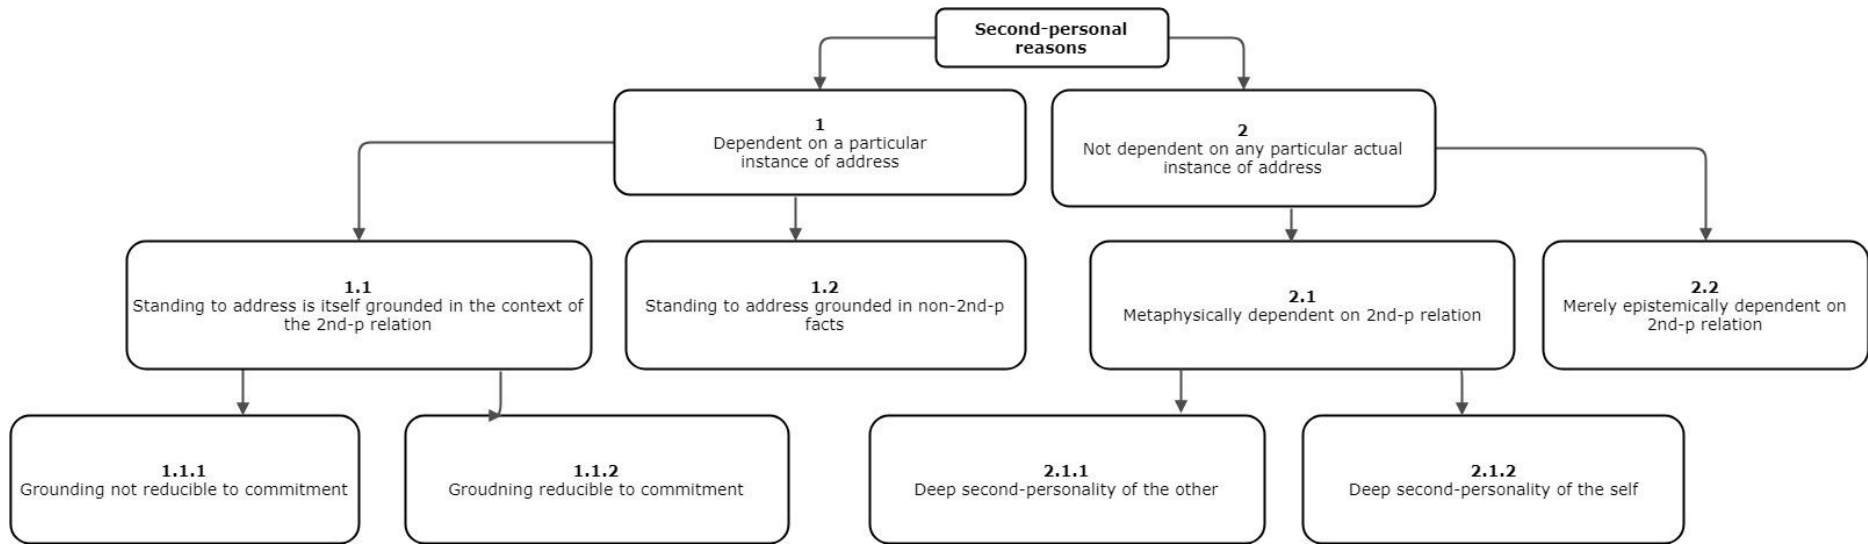 Second-personal
reasons
1
Dependent on a particular
instance of address
2
Not dependent on any particular actual
instance of address
1.1
Standing to address is itself grounded in the context of
the 2nd-p relation
1.2
Standing to address grounded in non-2nd-p
facts
2.1
Metaphysically dependent on 2nd-p relation
2.2
Merely epistemically dependent on
2nd-p relation
1.1.1
Grounding not reducible to commitment
1.1.2
Groudning reducible to commitment
2.1.1
Deep second-personality of the other
2.1.2
Deep second-personality of the self